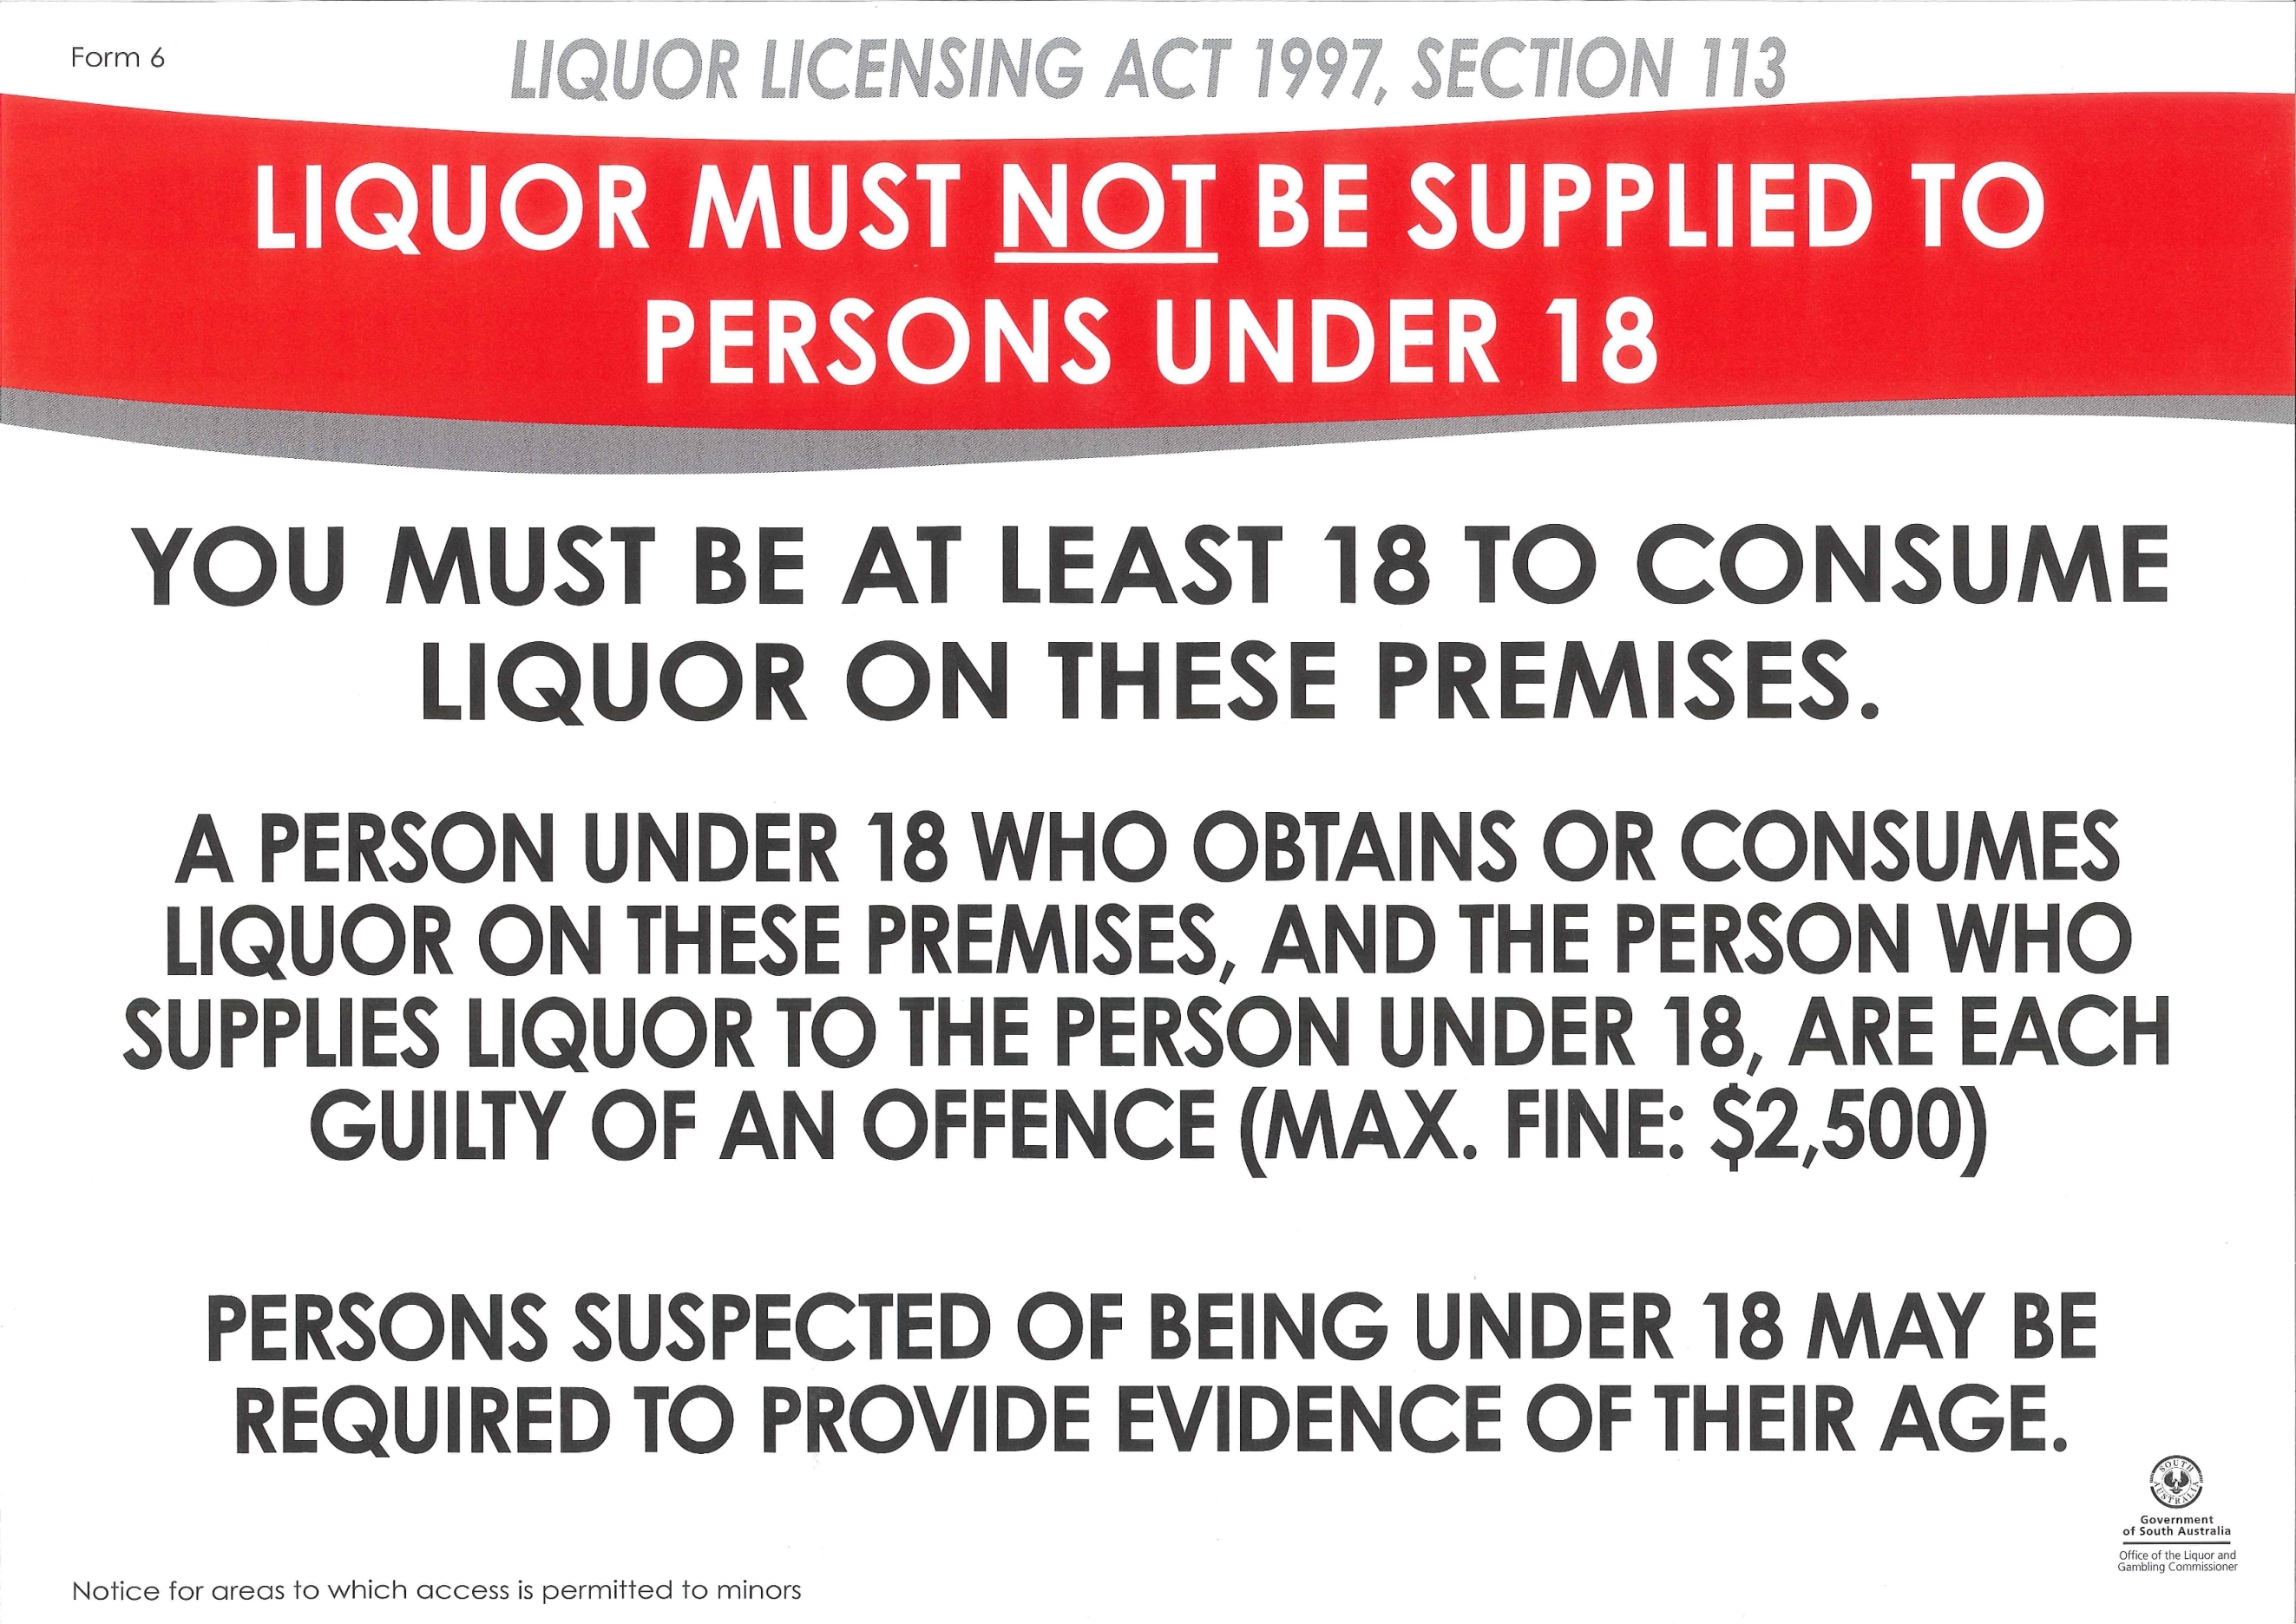 Form 6
LIQUOR LICENSING ACT 1997, SECTION 113
LIQUOR MUST NOT BE SUPPLIED TO
PERSONS UNDER 18
YOU MUST BE AT LEAST 18 TO CONSUME
LIQUOR ON THESE PREMISES.
A PERSON UNDER 18 WHO OBTAINS OR CONSUMES
LIQUOR ON THESE PREMISES, AND THE PERSON WHO
SUPPLIES LIQUOR TO THE PERSON UNDER 18, ARE EACH
GUILTY OF AN OFFENCE (MAX. FINE: $2,500)
PERSONS SUSPECTED OF BEING UNDER 18 MAY BE
REQUIRED TO PROVIDE EVIDENCE OF THEIR AGE.
SOUTH
AUSTRALIA
Government
of South Australia
Office of the Liquor and
Gambling Commissioner
Notice for areas to which access is permitted to minors